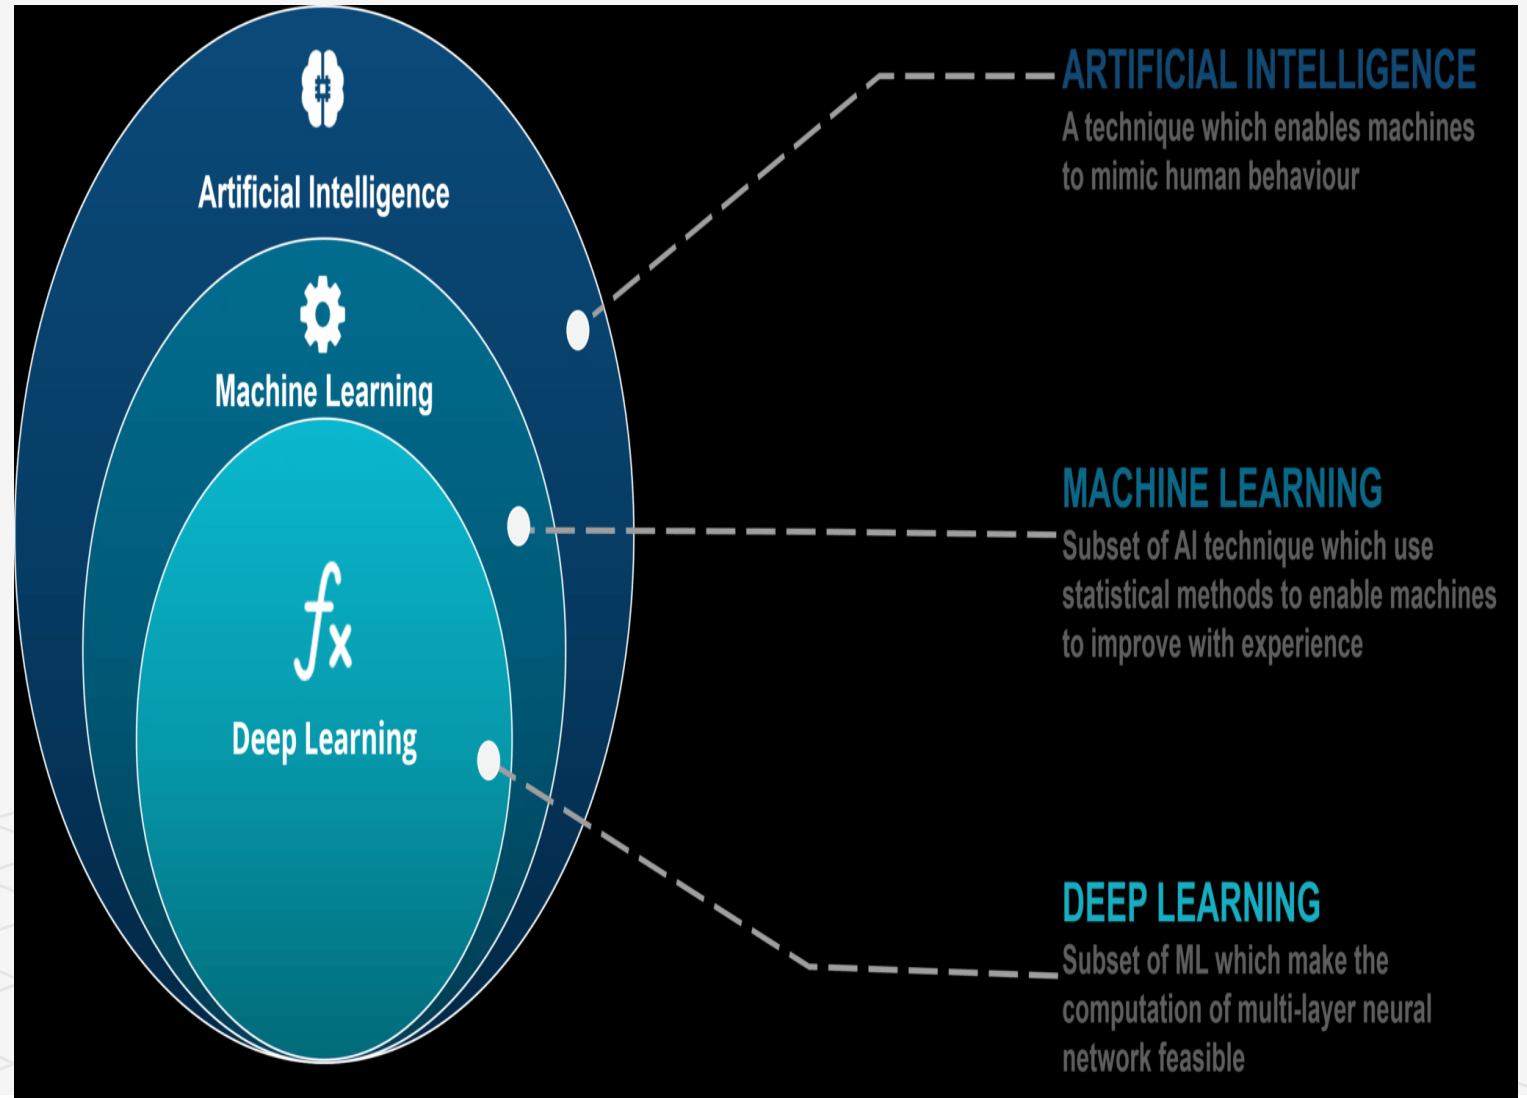 Artificial Intelligence
Machine Learning
fx
Deep Learning
ARTIFICIAL INTELLIGENCE
A technique which enables machines
to mimic human behaviour
MACHINE LEARNING
Subset of AI technique which use
statistical methods to enable machines
to improve with experience
DEEP LEARNING
Subset of ML which make the
computation of multi-layer neural
network feasible